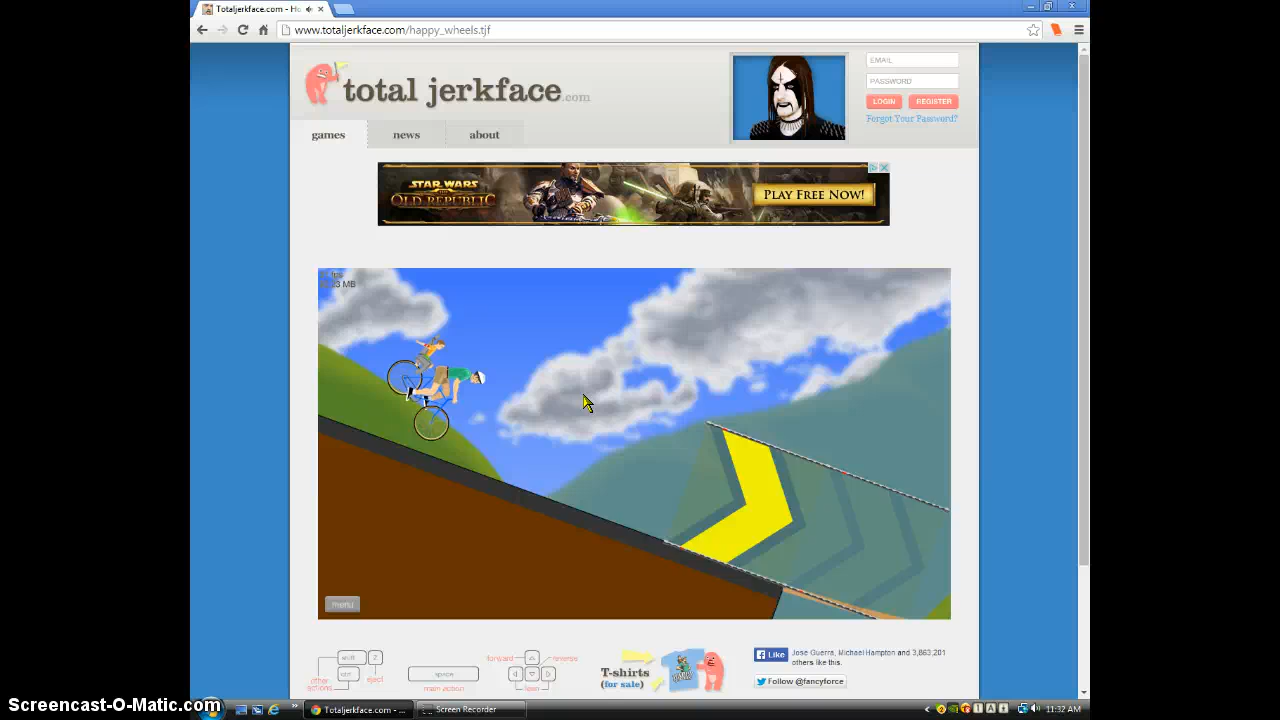 Totaljerkface.com - H
www.totaljerkface.com/happy_wheels.tjf
total jerkface.com
EMAIL
PASSWORD
LOGIN REGISTER
Forgot Your Password?
games news about
STAR WARS
THE OLD REPUBLIC
PLAY FREE NOW!
menu
shift Z
ctrl
eject
other
actions
space
main action
forward reverse
lean
T-shirts
(for sale)
Like
Jose Guerra, Michael Hampton and 3,863,201
others like this.
Follow @fancyforce
Screencast-O-Matic.com
Totaljerkface.com - ...
Screen Recorder
11:32 AM